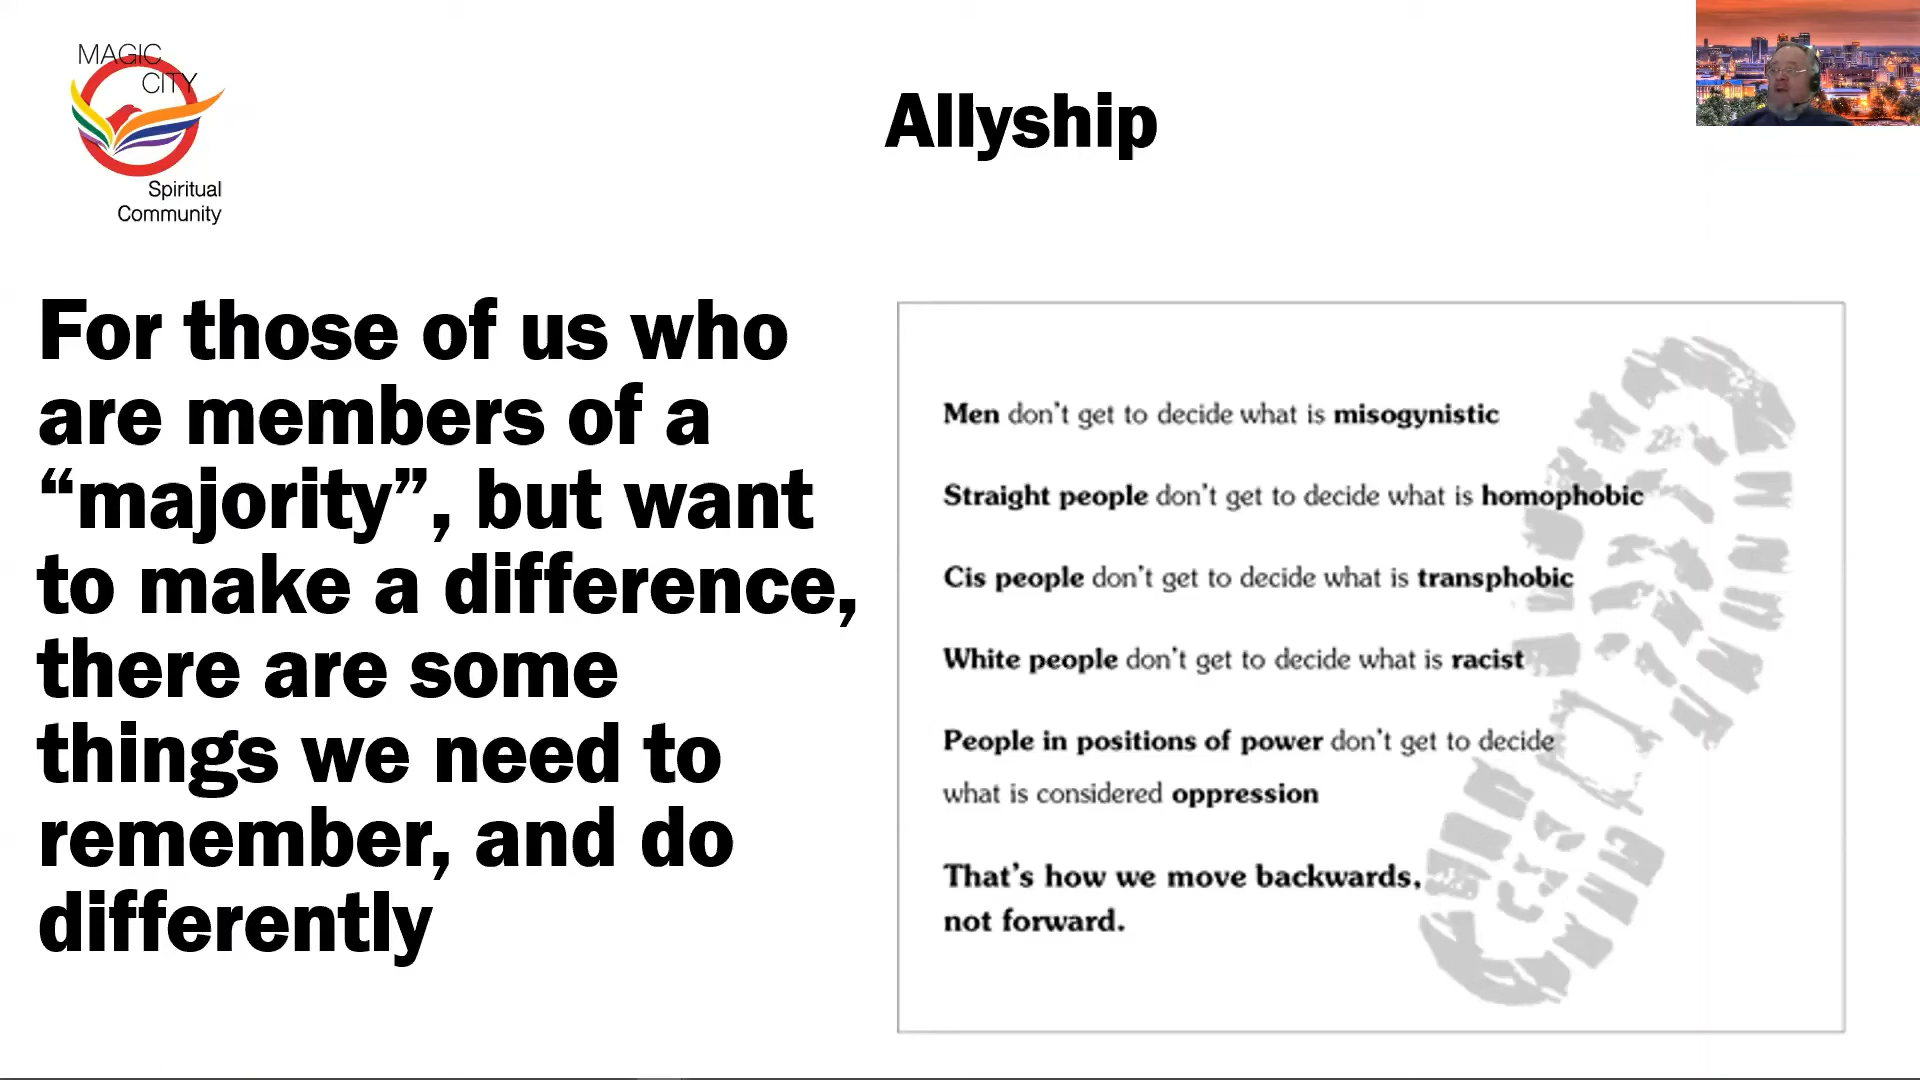 MAGIC
CITY
Spiritual
Community
Allyship
For those of us who
are members of a
“majority”, but want
to make a difference,
there are some
things we need to
remember, and do
differently
Men don’t get to decide what is misogynistic
Straight people don’t get to decide what is homophobic
Cis people don’t get to decide what is transphobic
White people don’t get to decide what is racist
People in positions of power don’t get to decide
what is considered oppression
That’s how we move backwards,
not forward.